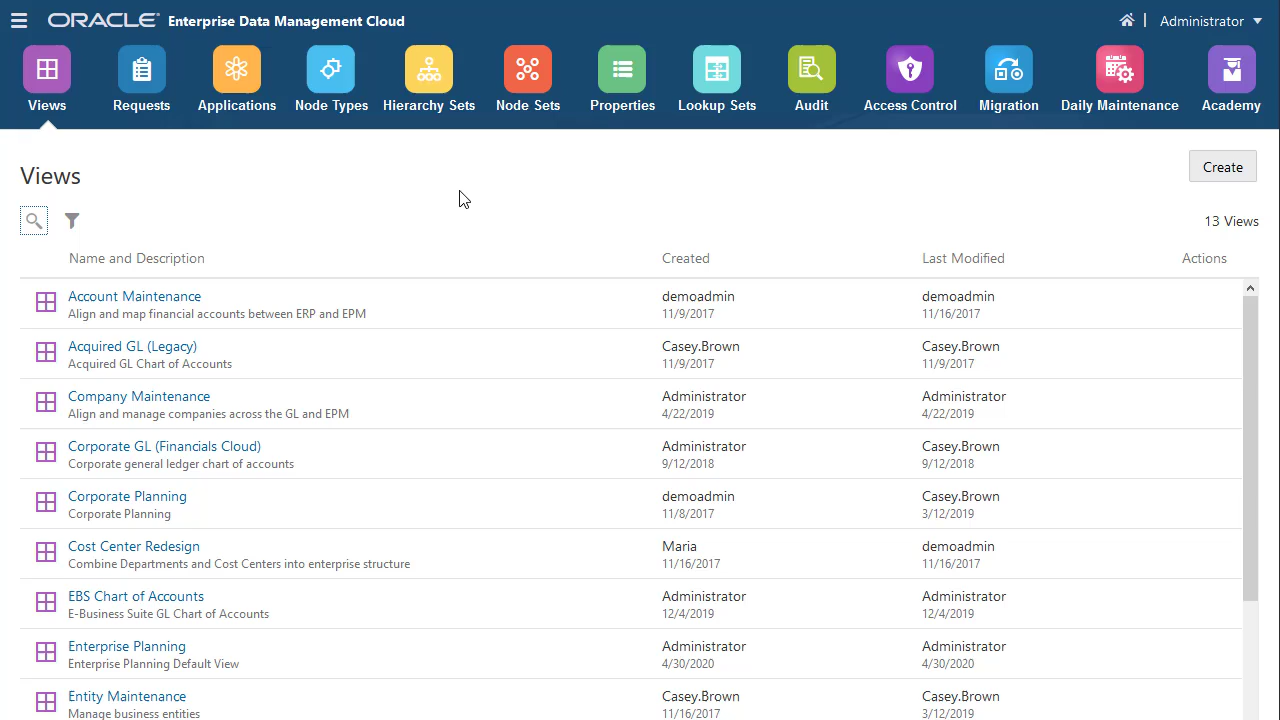 ORACLE Enterprise Data Management Cloud
Administrator
Views Requests Applications Node Types Hierarchy Sets Node Sets Properties Lookup Sets Audit Access Control Migration Daily Maintenance Academy
Views
Create
13 Views
Name and Description Created Last Modified Actions
Account Maintenance demoadmin demoadmin
Align and map financial accounts between ERP and EPM 11/9/2017 11/16/2017
Acquired GL (Legacy) Casey.Brown Casey.Brown
Acquired GL Chart of Accounts 11/9/2017 11/9/2017
Company Maintenance Administrator Administrator
Align and manage companies across the GL and EPM 4/22/2019 4/22/2019
Corporate GL (Financials Cloud) Administrator Casey.Brown
Corporate general ledger chart of accounts 9/12/2018 9/12/2018
Corporate Planning demoadmin Casey.Brown
Corporate Planning 11/8/2017 3/12/2019
Cost Center Redesign Maria demoadmin
Combine Departments and Cost Centers into enterprise structure 11/16/2017 11/16/2017
EBS Chart of Accounts Administrator Administrator
E-Business Suite GL Chart of Accounts 12/4/2019 12/4/2019
Enterprise Planning Administrator Administrator
Enterprise Planning Default View 4/30/2020 4/30/2020
Entity Maintenance Casey.Brown Casey.Brown
Manage business entities 11/16/2017 3/12/2019